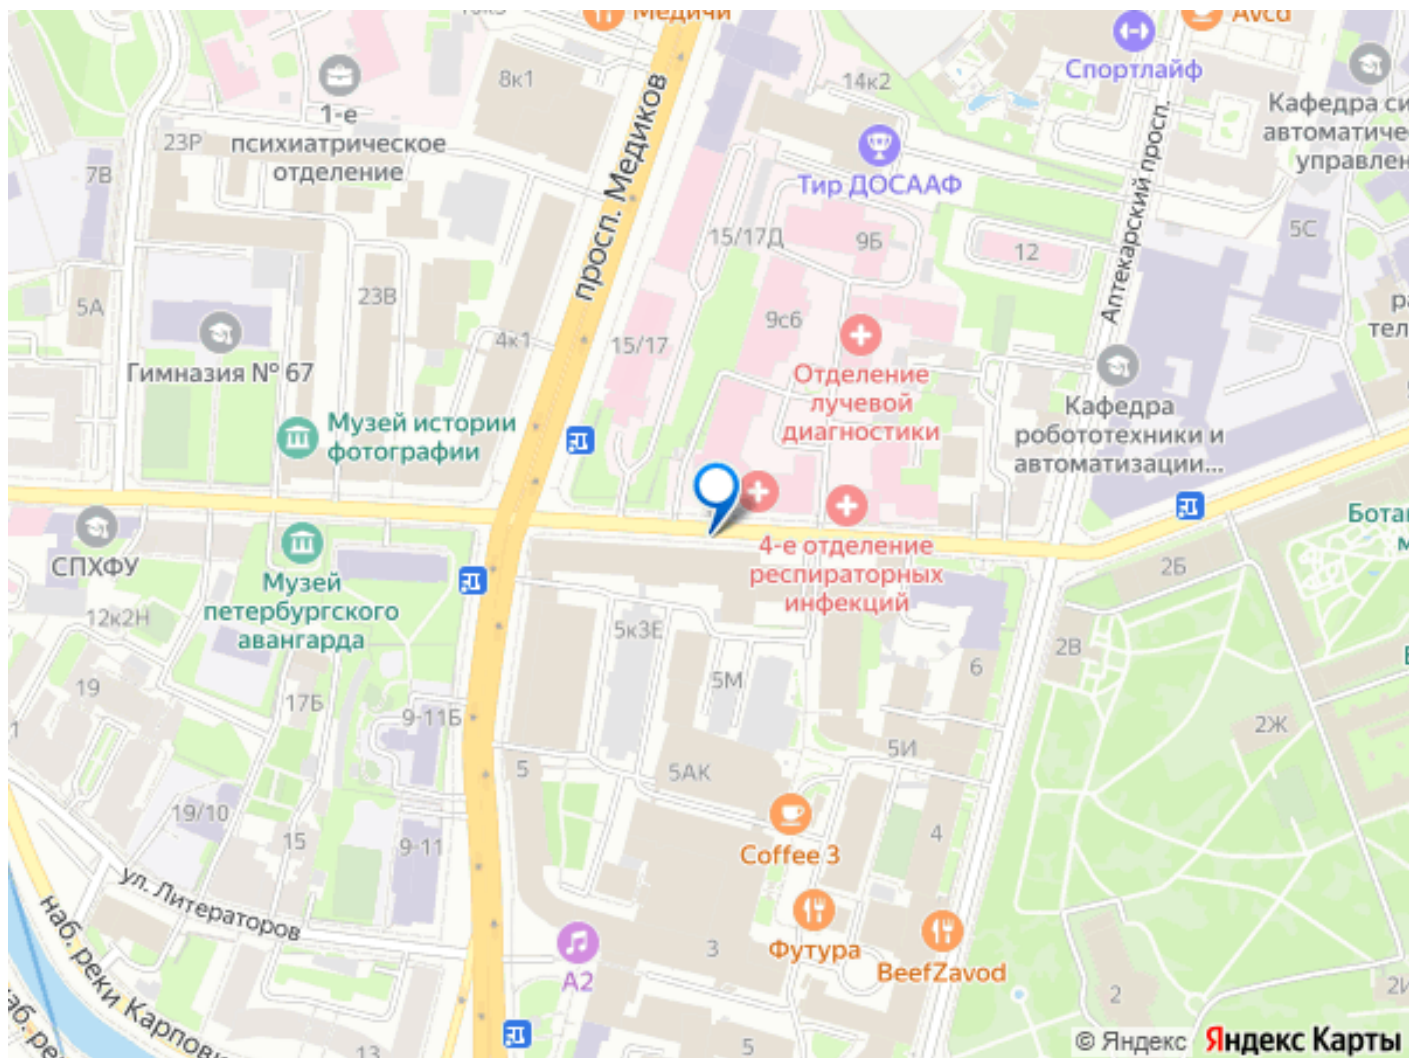 Медичи
Avcd
Спортлайф
8к1
14к2
1-е
психиатрическое
отделение
23Р
7В
просп. Медиков
Тир ДОСААФ
Аптекарский просп.
5С
15/17Д
9Б
12
5А
23В
9с6
4к1
15/17
Гимназия № 67
Отделение
лучевой
диагностики
Музей истории
фотографии
Кафедра
робототехники и
автоматизации...
СПХФУ
Музей
петербургского
авангарда
4-е отделение
респираторных
инфекций
2Б
12к2Н
5к3Е
2В
19
17Б
5М
6
9-11Б
2Ж
5И
5
5АК
19/10
15
9-11
Coffee 3
4
ул. Литераторов
наб. реки Карповки
Футура
BeefZavod
А2
3
2
5
13
© Яндекс Яндекс Карты